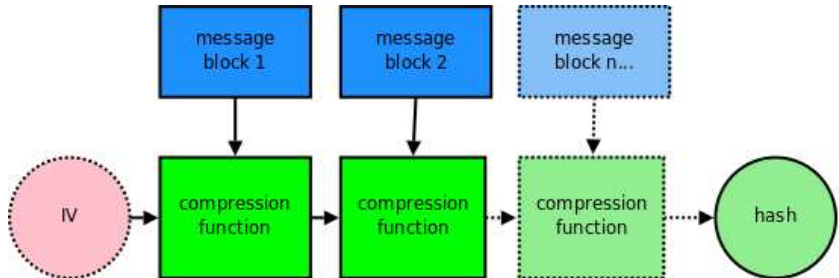 message
block 1
message
block 2
message
block n...
IV
compression
function
compression
function
compression
function
hash